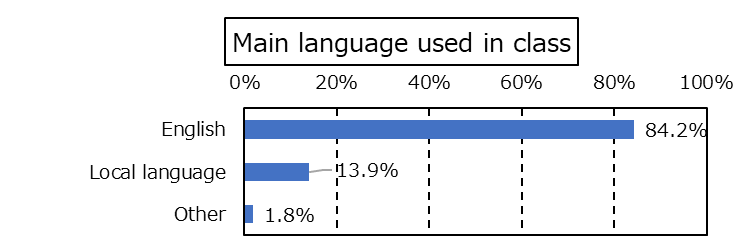 Main language used in class
0% 20% 40% 60% 80% 100%
English 84.2%
Local language 13.9%
Other 1.8%